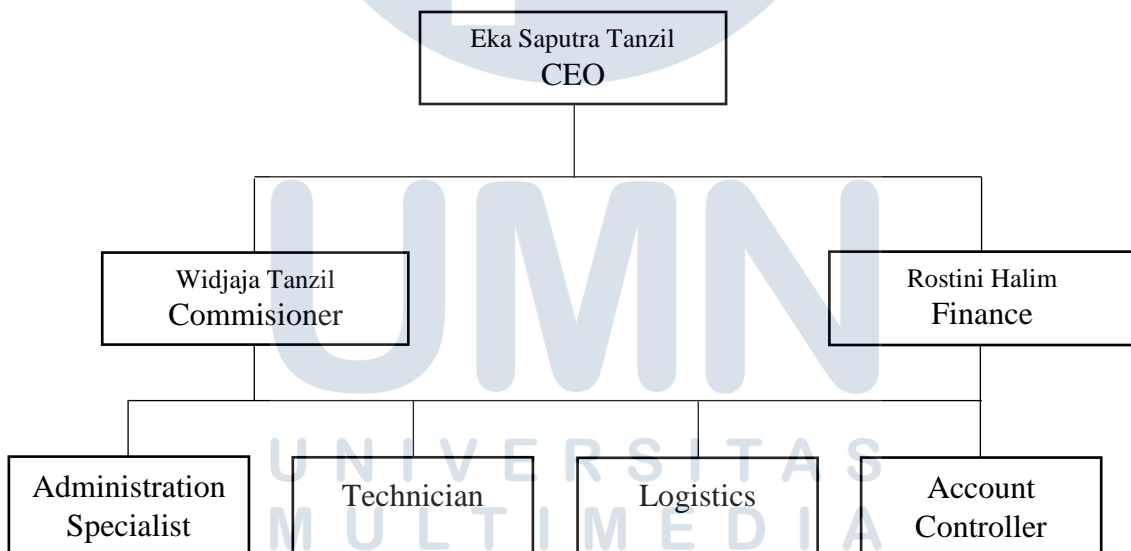 Eka Saputra Tanzil
CEO
UMN
Widjaja Tanzil
Commisioner
Rostini Halim
Finance
UNIVERSITAS
MULTIMEDIA
Administration
Specialist
Technician
Logistics
Account
Controller